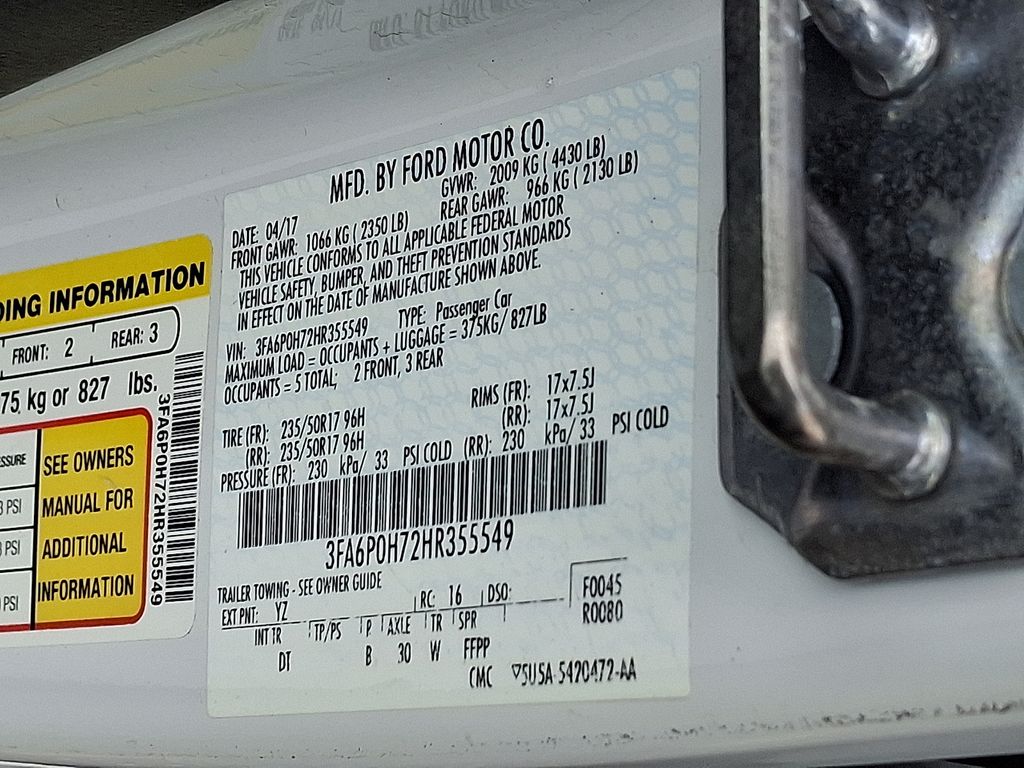 MFD. BY FORD MOTOR CO.
DATE: 04/17 GVWR: 2009 KG ( 4430 LB)
FRONT GAWR: 1066 KG ( 2350 LB) REAR GAWR: 966 KG ( 2130 LB)
THIS VEHICLE CONFORMS TO ALL APPLICABLE FEDERAL MOTOR
VEHICLE SAFETY, BUMPER, AND THEFT PREVENTION STANDARDS
IN EFFECT ON THE DATE OF MANUFACTURE SHOWN ABOVE.
VIN: 3FA6P0H72HR355549 TYPE: Passenger Car
MAXIMUM LOAD = OCCUPANTS + LUGGAGE = 375KG/ 827LB
OCCUPANTS = 5 TOTAL; 2 FRONT, 3 REAR
TIRE (FR): 235/50R17 96H RIMS (FR): 17x7.5J
(RR): 235/50R17 96H (RR): 17x7.5J
PRESSURE (FR): 230 kPa/ 33 PSI COLD (RR): 230 kPa/ 33 PSI COLD
3FA6P0H72HR355549
TRAILER TOWING - SEE OWNER GUIDE
EXT PNT: YZ RC: 16 DSO: F0045
R0080
INT TR TP/PS P AXLE TR SPR
DT B 30 W FFPP
CMC ▽5U5A-5420472-AA
DING INFORMATION
FRONT: 2 REAR: 3
75 kg or 827 lbs.
SSURE SEE OWNERS
MANUAL FOR
ADDITIONAL
INFORMATION
3 PSI
3 PSI
PSI
3FA6P0H72HR355549